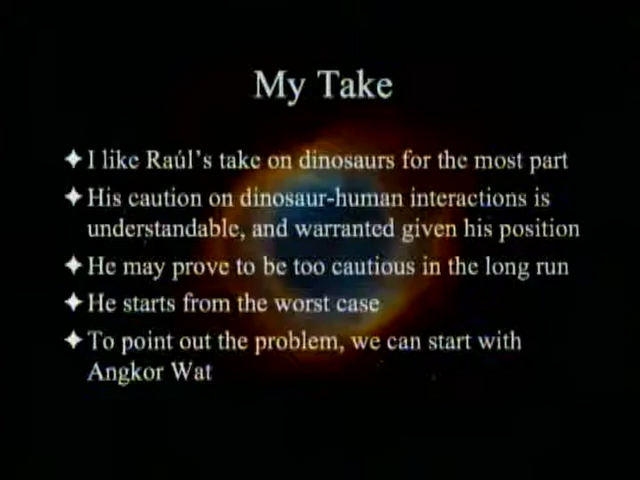 My Take
I like Raúl's take on dinosaurs for the most part
His caution on dinosaur-human interactions is
understandable, and warranted given his position
He may prove to be too cautious in the long run
He starts from the worst case
To point out the problem, we can start with
Angkor Wat